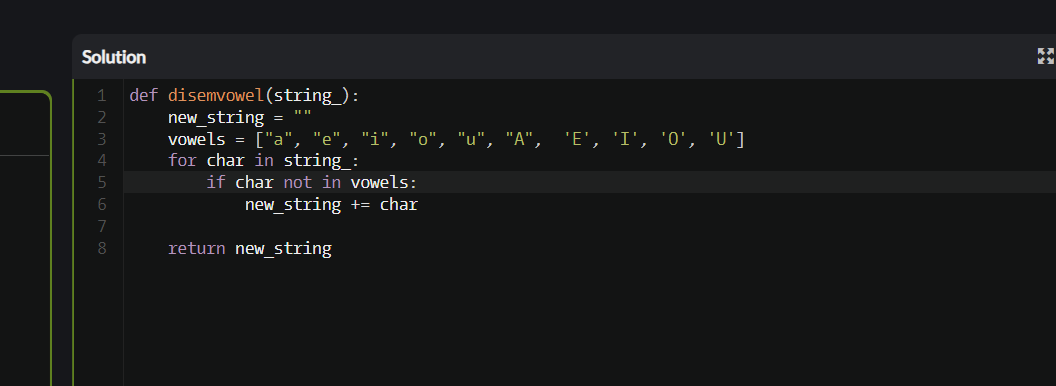 Solution
1 def disemvowel(string_):
2     new_string = ""
3     vowels = ["a", "e", "i", "o", "u", "A",  'E', 'I', 'O', 'U']
4     for char in string_:
5         if char not in vowels:
6             new_string += char
7
8     return new_string